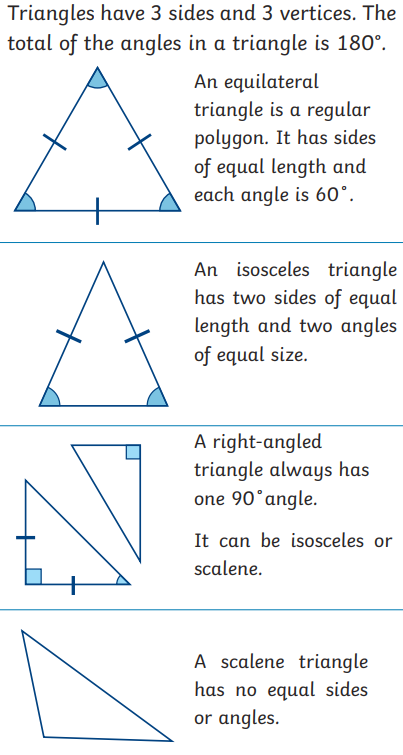 Triangles have 3 sides and 3 vertices. The
total of the angles in a triangle is 180°.
An equilateral
triangle is a regular
polygon. It has sides
of equal length and
each angle is 60°.
An isosceles triangle
has two sides of equal
length and two angles
of equal size.
A right-angled
triangle always has
one 90°angle.
It can be isosceles or
scalene.
A scalene triangle
has no equal sides
or angles.